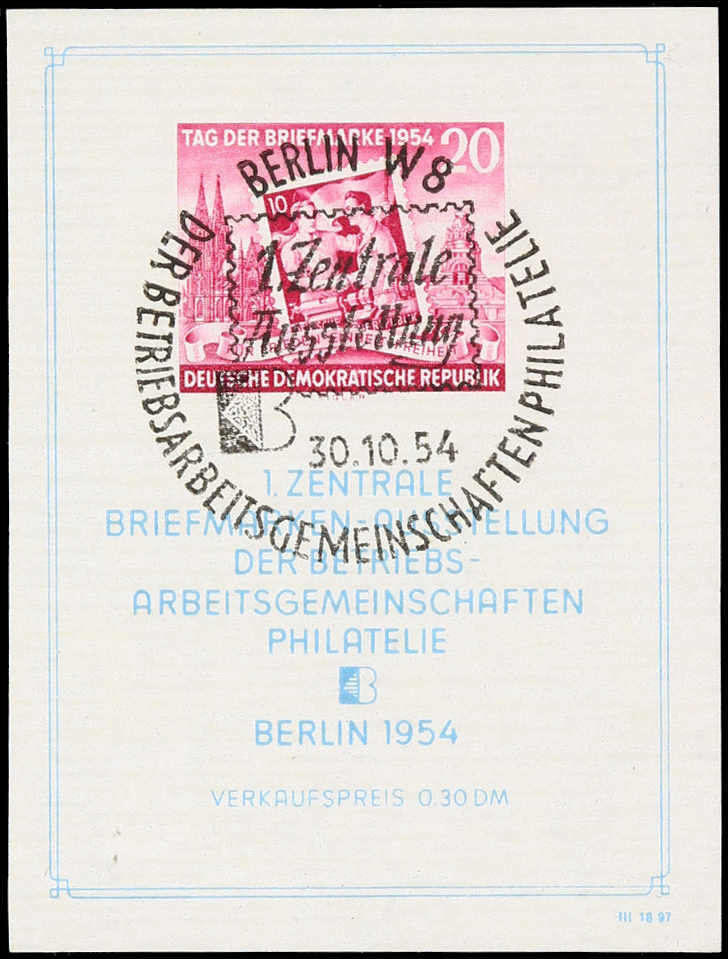 TAG DER BRIEFMARKE 1954 20
BERLIN W 8
10
DER BETRIEBSARBEITSGEMEINSCHAFTEN PHILATELIE
1. Zentrale
Ausstellung
DEUTSCHE DEMOKRATISCHE REPUBLIK
B
30.10.54
1. ZENTRALE
BRIEFMARKEN-AUSSTELLUNG
DER BETRIEBS-
ARBEITSGEMEINSCHAFTEN
PHILATELIE
B
BERLIN 1954
VERKAUFSPREIS 0.30 DM
III 18 97